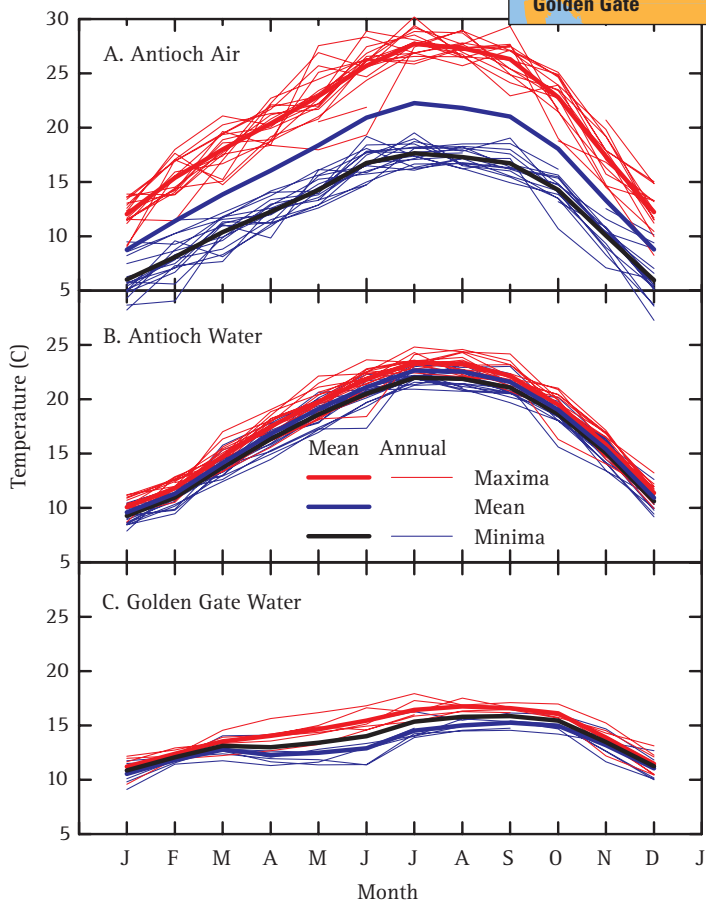 Golden Gate
30
A. Antioch Air
25
20
15
10
5
B. Antioch Water
25
20
15
10
5
Temperature (C)
Mean Annual
Maxima
Mean
Minima
C. Golden Gate Water
25
20
15
10
5
J F M A M J J A S O N D J
Month